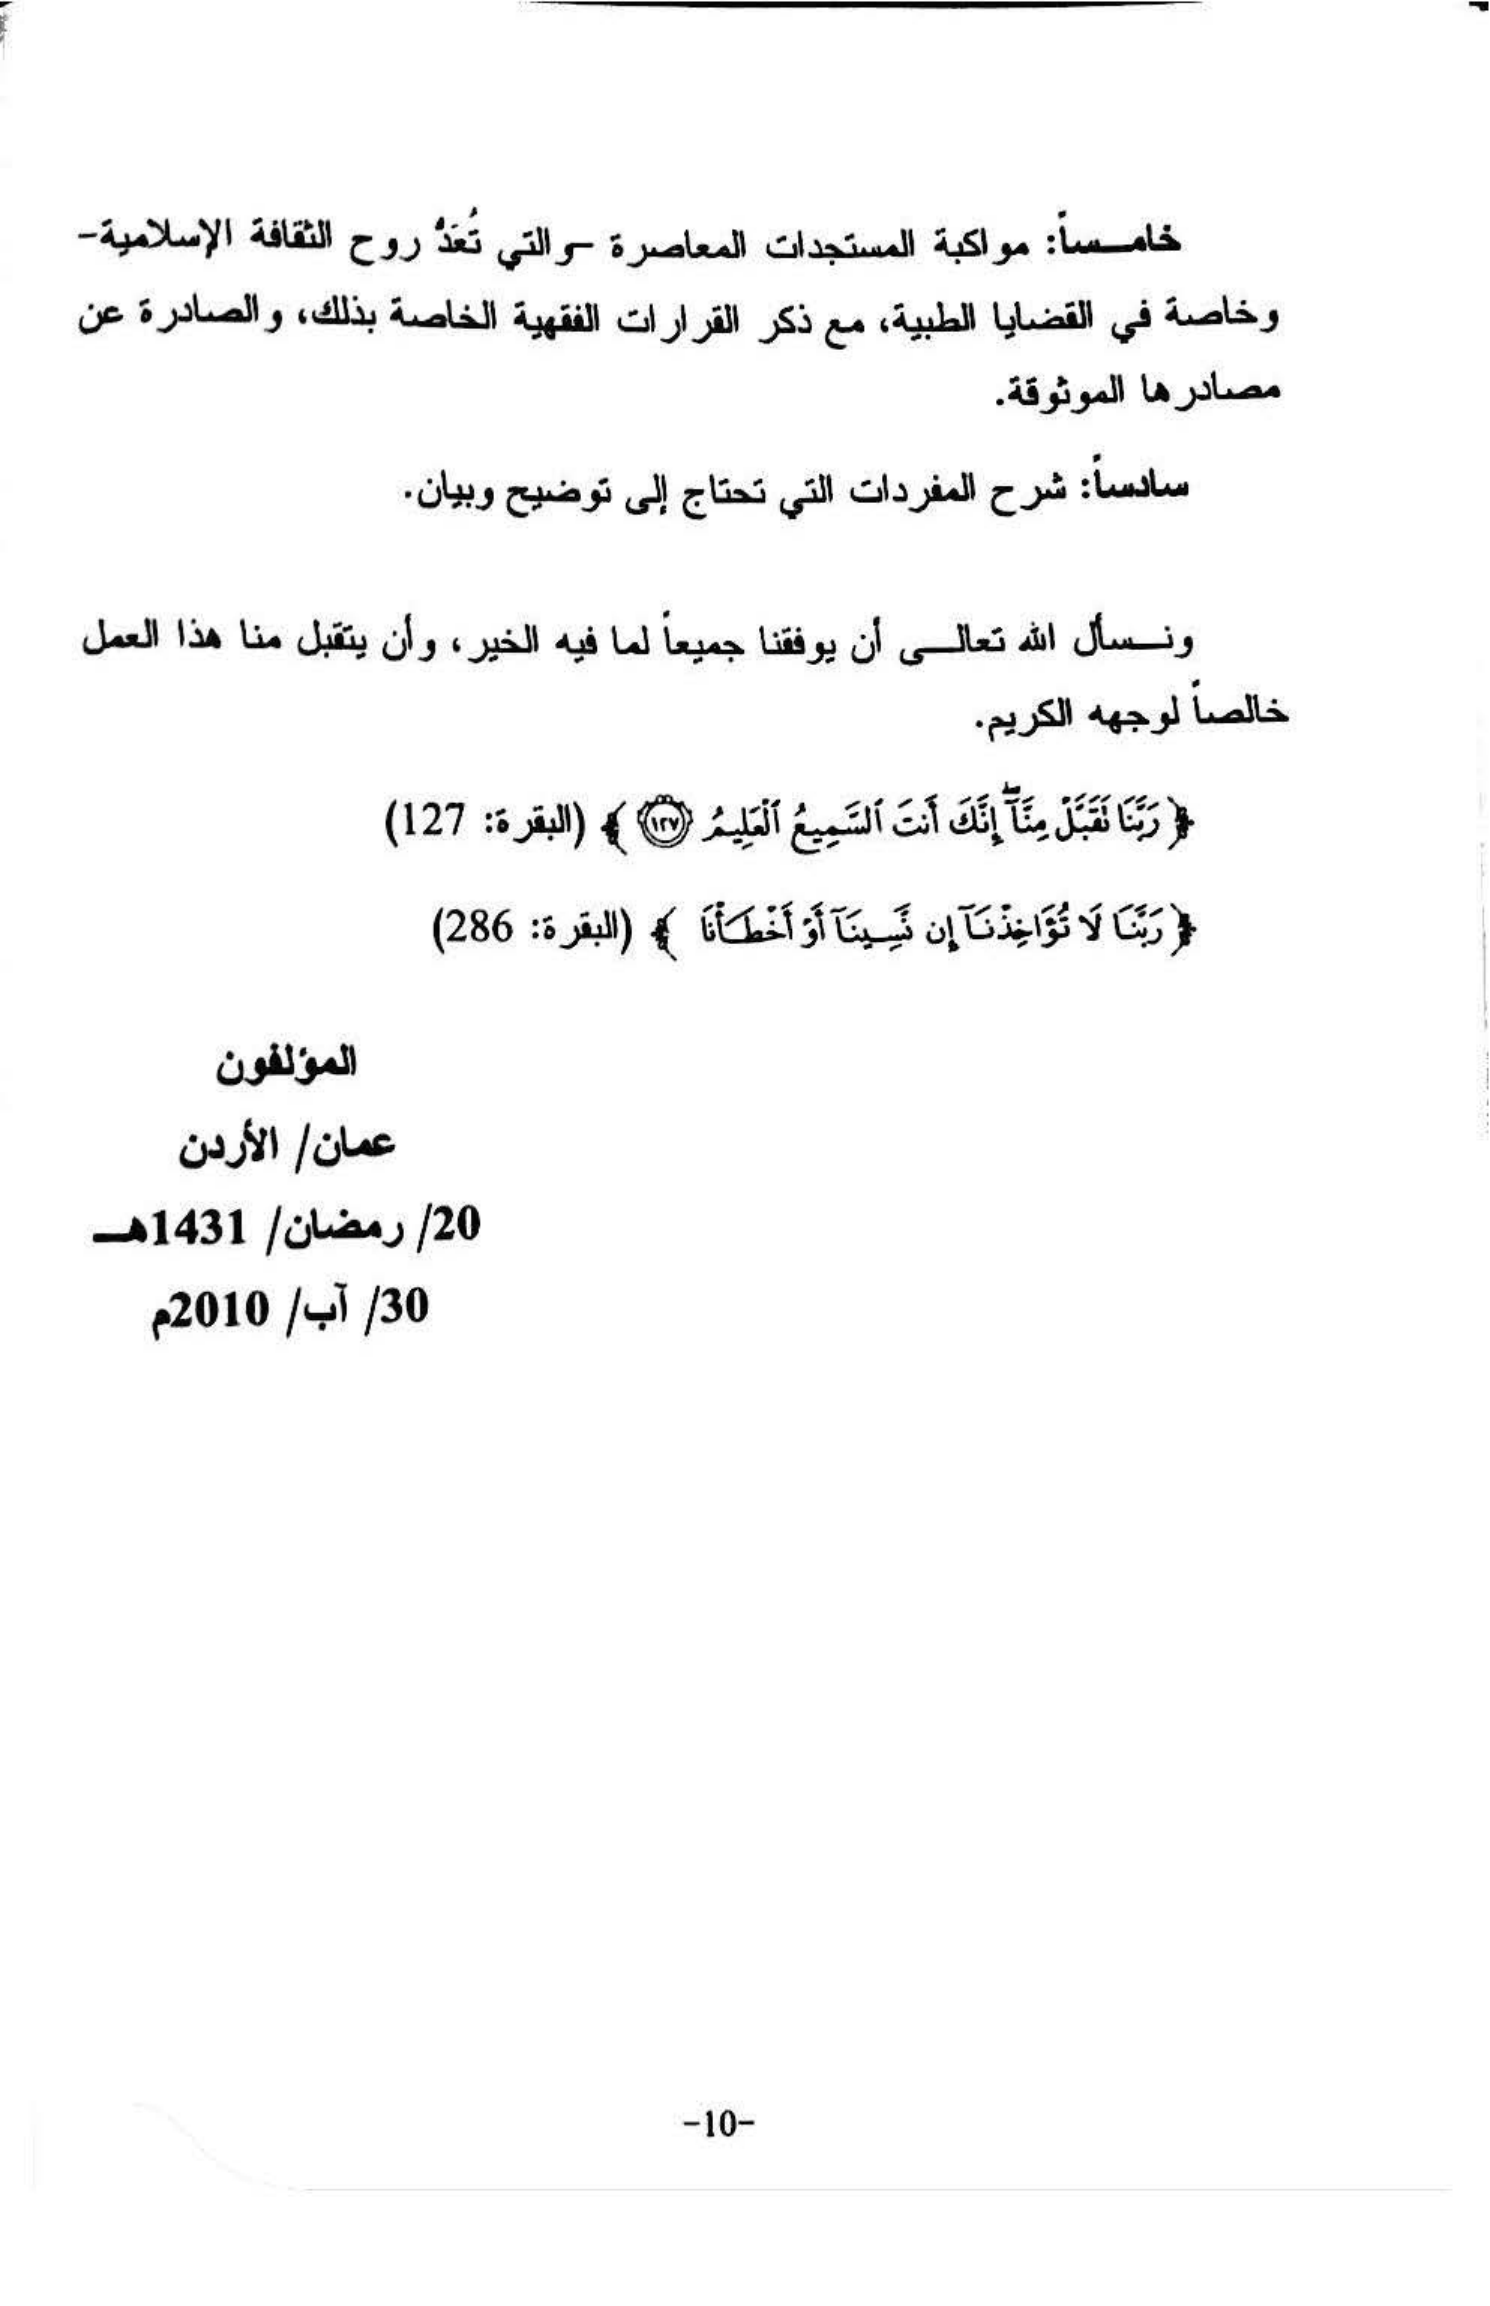 خامساً: مواكبة المستجدات المعاصرة -والتي تُعَدُّ روح الثقافة الإسلامية-
وخاصة في القضايا الطبية، مع ذكر القرارات الفقهية الخاصة بذلك، والصادرة عن
مصادرها الموثوقة.
سادساً: شرح المفردات التي تحتاج إلى توضيح وبيان.
ونسأل الله تعالى أن يوفقنا جميعاً لما فيه الخير، وأن يتقبل منا هذا العمل
خالصاً لوجهه الكريم.
﴿ رَبَّنَا تَقَبَّلْ مِنَّآ ۖ إِنَّكَ أَنتَ ٱلسَّمِيعُ ٱلْعَلِيمُ ١٢٧ ﴾ (البقرة: 127)
﴿ رَبَّنَا لَا تُؤَاخِذْنَآ إِن نَّسِينَآ أَوْ أَخْطَأْنَا ﴾ (البقرة: 286)
المؤلفون
عمان/ الأردن
20/ رمضان/ 1431هـ
30/ آب/ 2010م
-10-